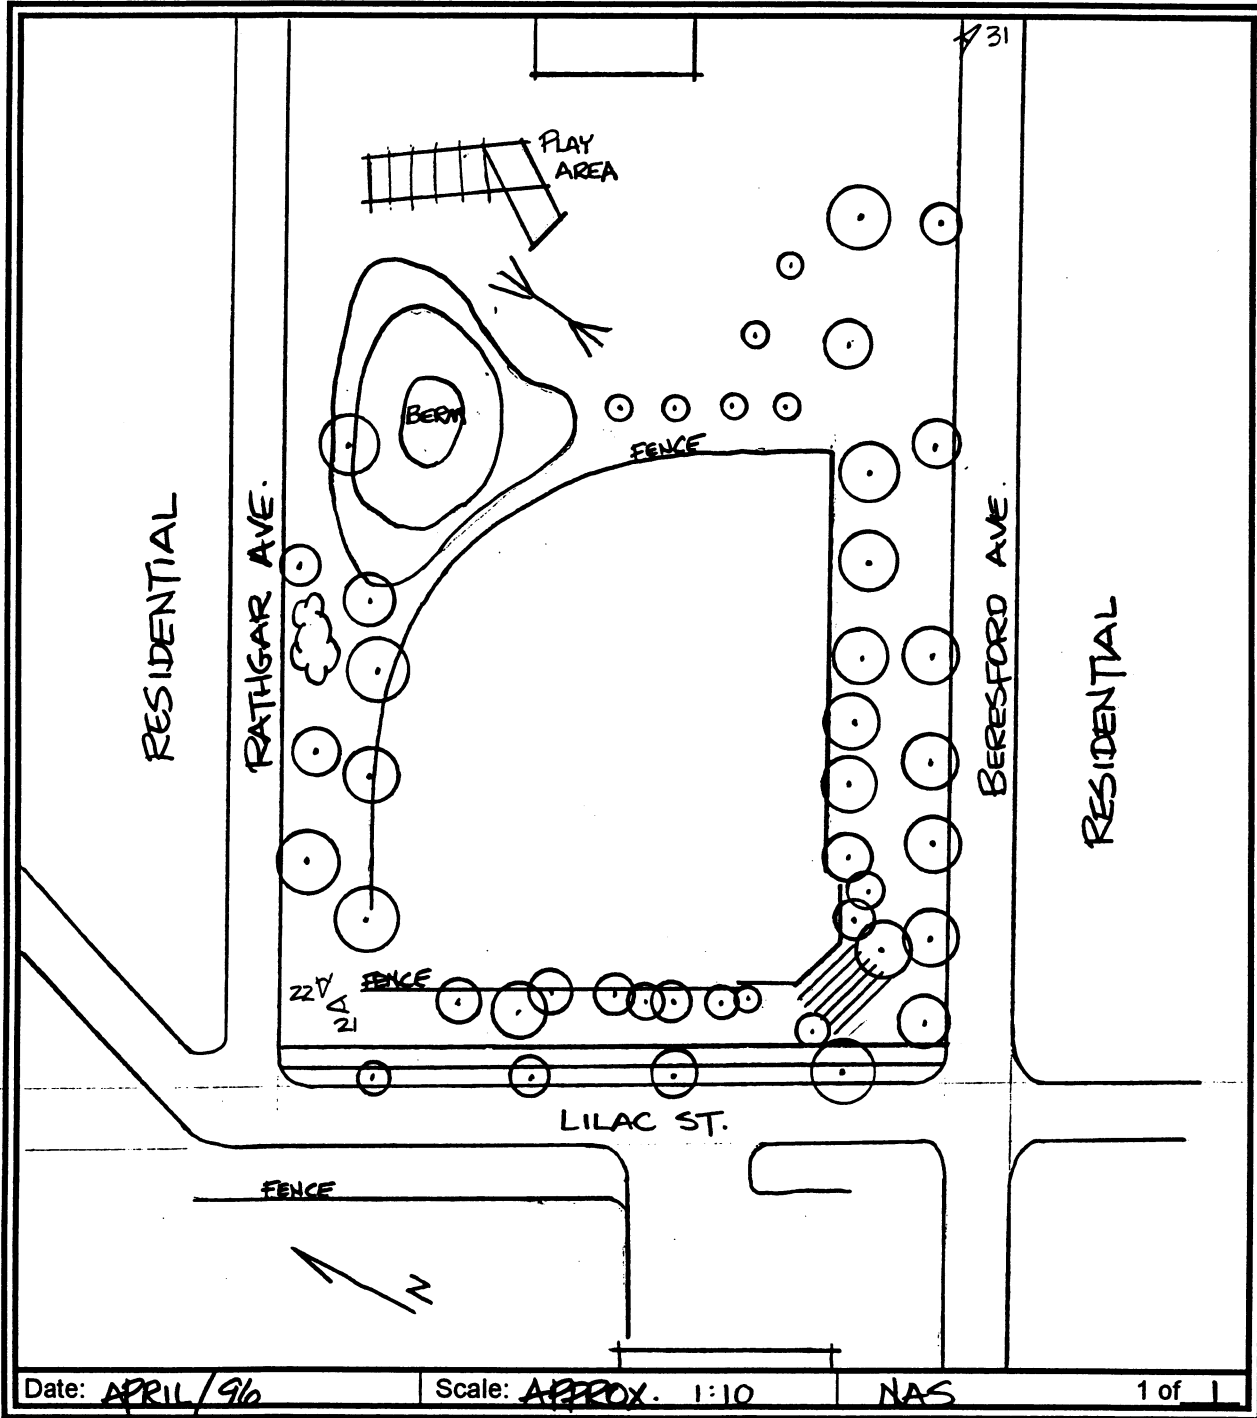 31
PLAY
AREA
BERM
FENCE
RESIDENTIAL
RATHGAR AVE.
BERESFORD AVE.
RESIDENTIAL
22
FENCE
21
LILAC ST.
FENCE
N
Date: APRIL/96
Scale: APPROX. 1:10
NAS
1 of 1